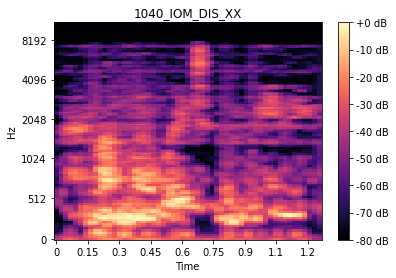 1040_IOM_DIS_XX
Hz
8192
4096
2048
1024
512
0
0 0.15 0.3 0.45 0.6 0.75 0.9 1.1 1.2
Time
+0 dB
-10 dB
-20 dB
-30 dB
-40 dB
-50 dB
-60 dB
-70 dB
-80 dB